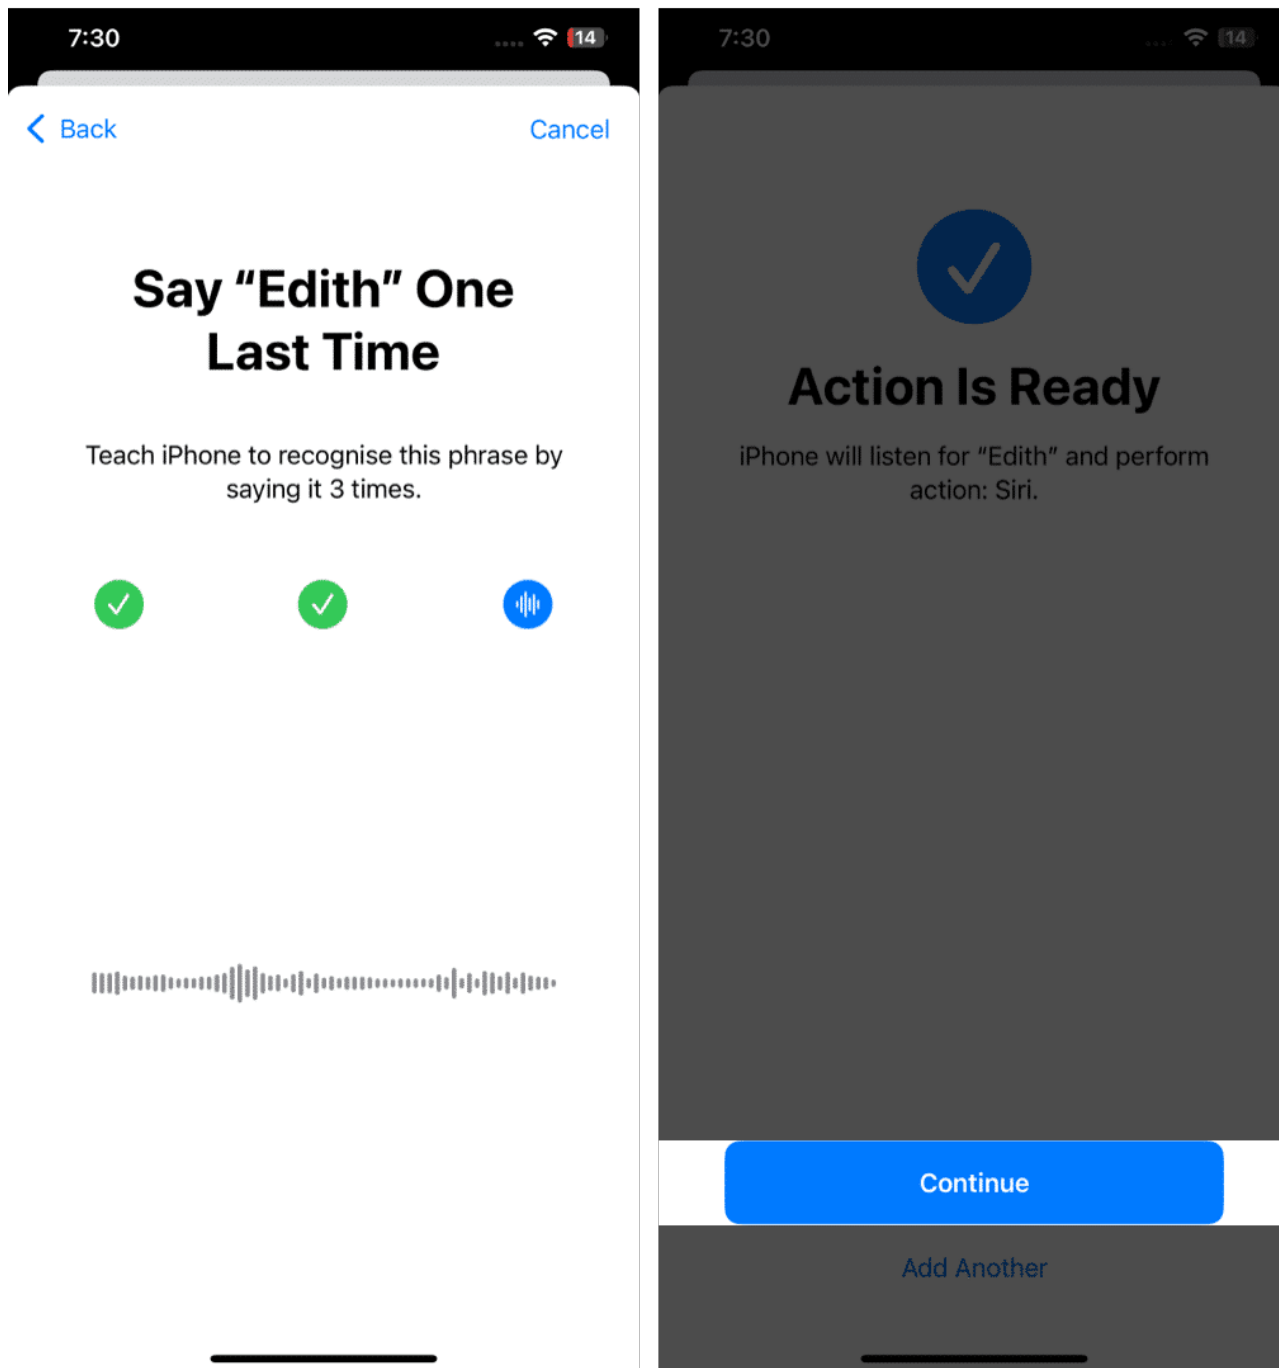 7:30
14
Back
Cancel
Say “Edith” One
Last Time
Teach iPhone to recognise this phrase by
saying it 3 times.
7:30
14
Action Is Ready
iPhone will listen for “Edith” and perform
action: Siri.
Continue
Add Another